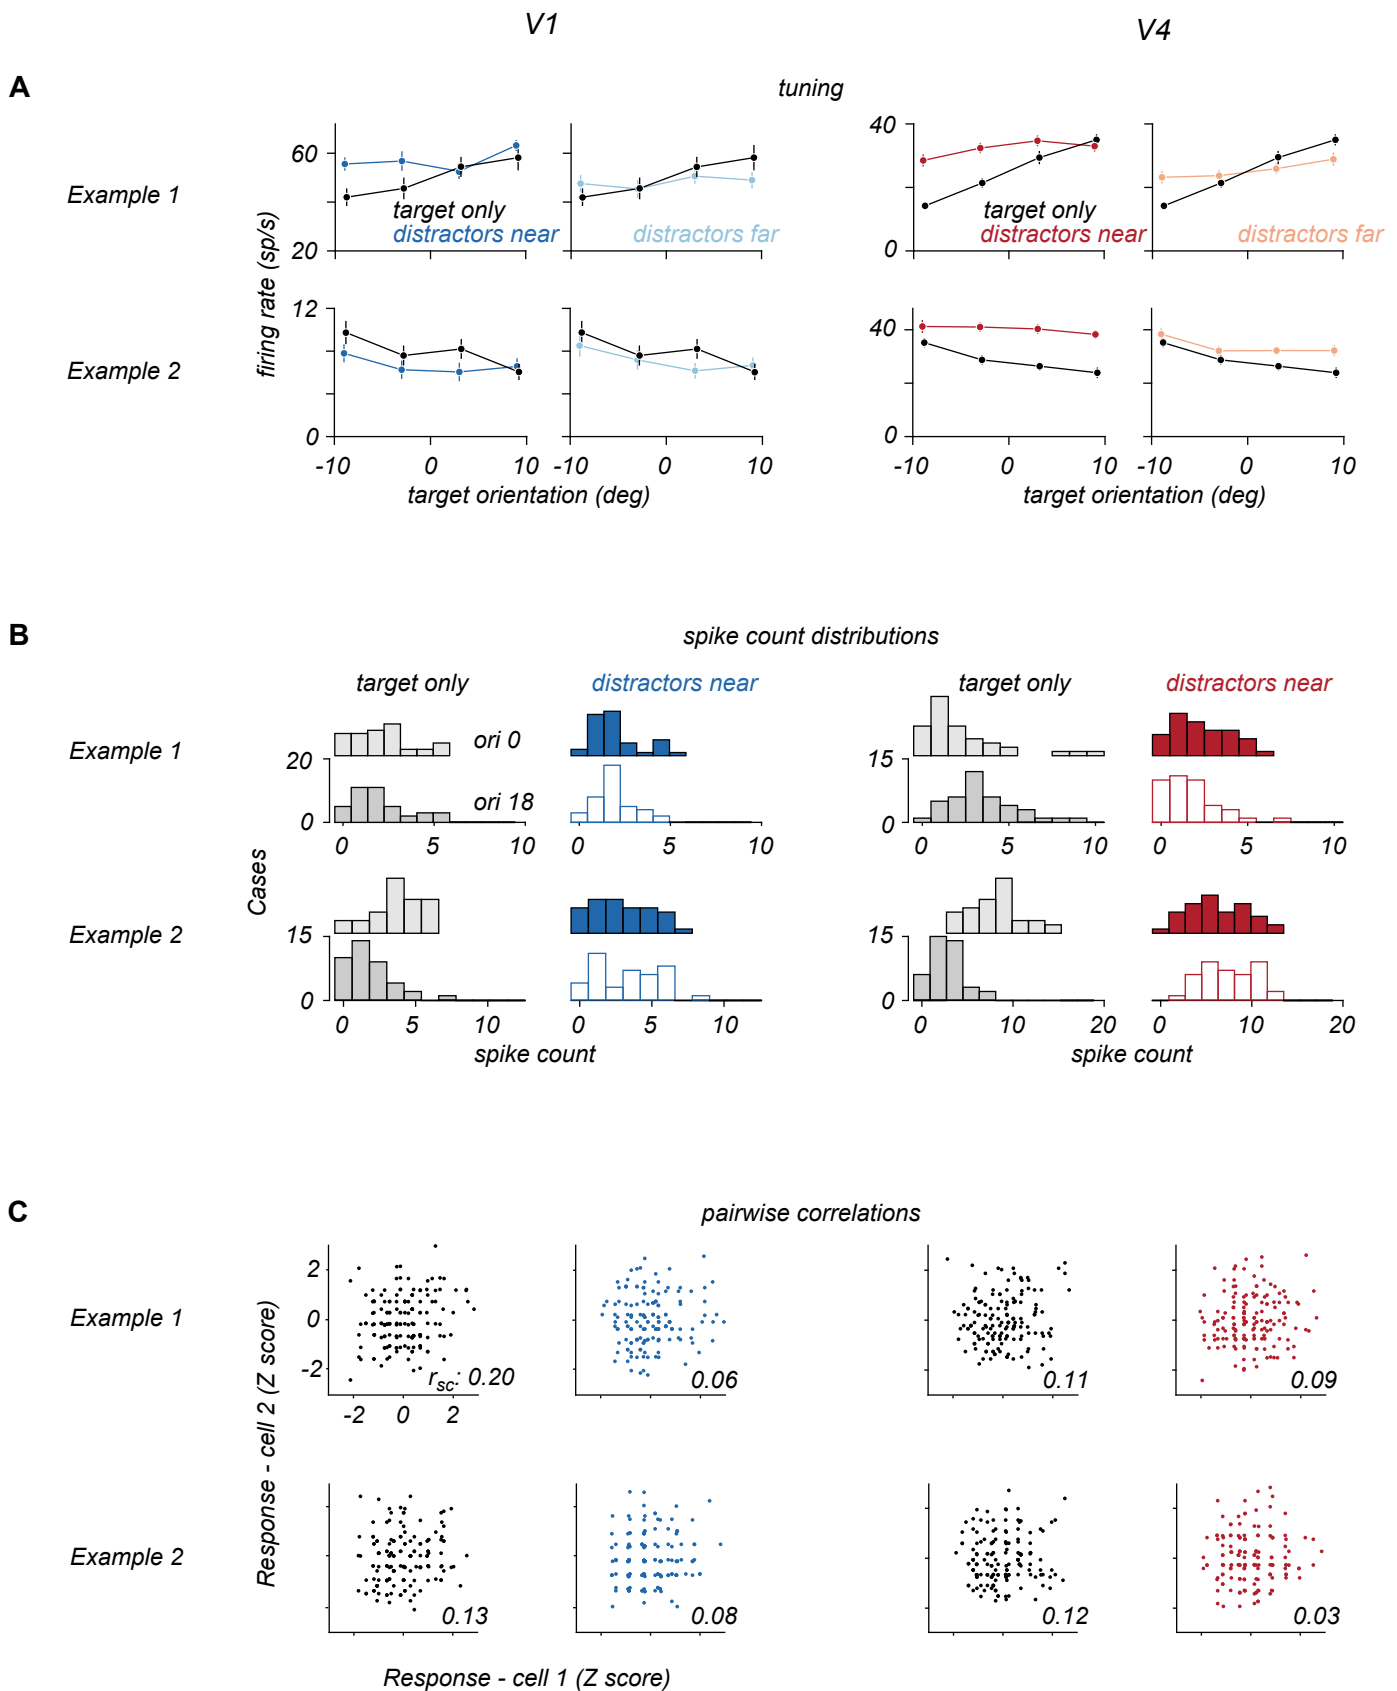 V1 V4
A
tuning
60
20
40
0
Example 1
target only
distractors near
distractors far
target only
distractors near
distractors far
firing rate (sp/s)
12
0
40
0
Example 2
-10 0 10 -10 0 10 -10 0 10 -10 0 10
target orientation (deg) target orientation (deg)
B
spike count distributions
target only distractors near target only distractors near
Example 1
ori 0
20
ori 18
0
15
0
0 5 10 0 5 10 0 5 10 0 5 10
Cases
Example 2
15
0
15
0
0 5 10 0 5 10 0 10 20 0 10 20
spike count spike count
C
pairwise correlations
Example 1
2
0
-2
rsc: 0.20 0.06 0.11 0.09
-2 0 2
Response - cell 2 (Z score)
Example 2
0.13 0.08 0.12 0.03
Response - cell 1 (Z score)